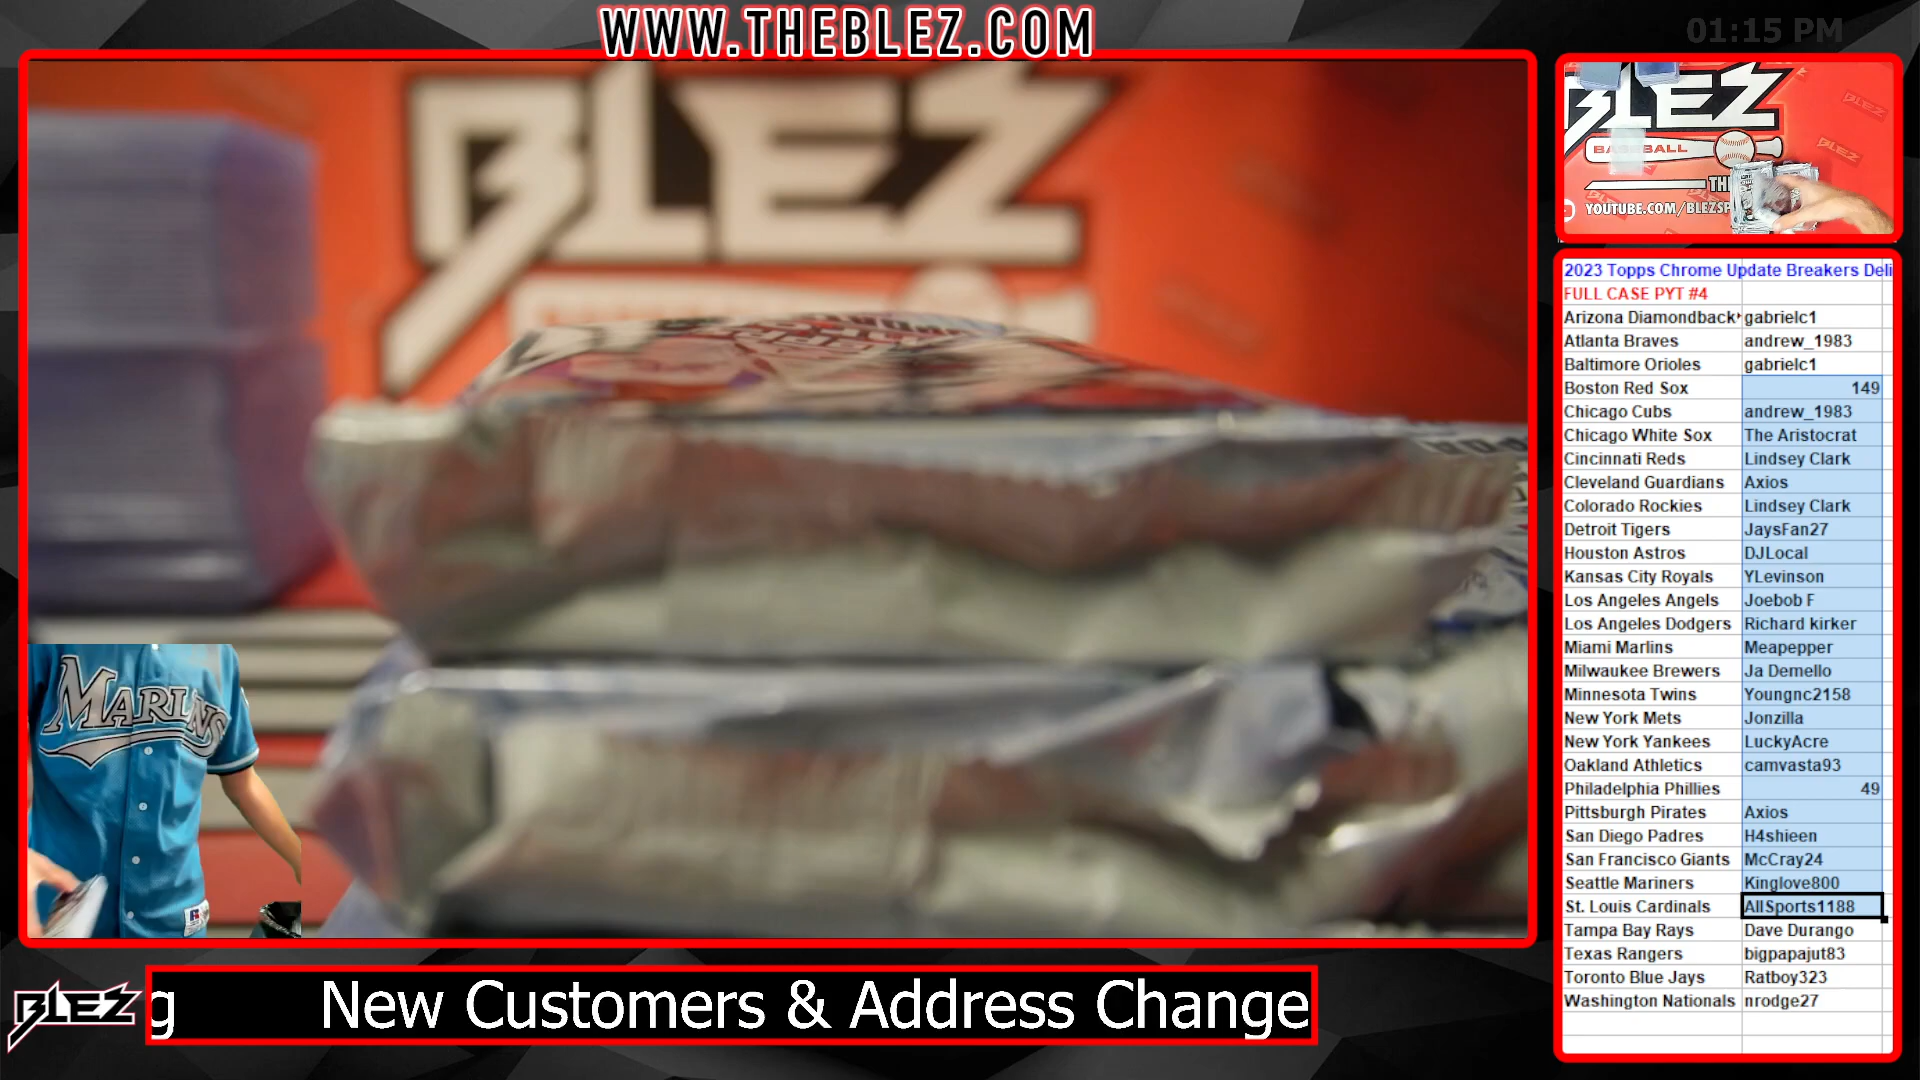 WWW.THEBLEZ.COM
01:15 PM
BLEZ
BLEZ
BASEBALL
BLEZ
BLEZ
YOUTUBE.COM/BLEZSP
2023 Topps Chrome Update Breakers Deli
FULL CASE PYT #4
Arizona Diamondback gabrielc1
Atlanta Braves andrew_1983
Baltimore Orioles gabrielc1
Boston Red Sox 149
Chicago Cubs andrew_1983
Chicago White Sox The Aristocrat
Cincinnati Reds Lindsey Clark
Cleveland Guardians Axios
Colorado Rockies Lindsey Clark
Detroit Tigers JaysFan27
Houston Astros DJLocal
Kansas City Royals YLevinson
Los Angeles Angels Joebob F
Los Angeles Dodgers Richard kirker
Miami Marlins Meapepper
Milwaukee Brewers Ja Demello
Minnesota Twins Youngnc2158
New York Mets Jonzilla
New York Yankees LuckyAcre
Oakland Athletics camvasta93
Philadelphia Phillies 49
Pittsburgh Pirates Axios
San Diego Padres H4shieen
San Francisco Giants McCray24
Seattle Mariners Kinglove800
St. Louis Cardinals AllSports1188
Tampa Bay Rays Dave Durango
Texas Rangers bigpapajut83
Toronto Blue Jays Ratboy323
Washington Nationals nrodge27
MARLINS
BLEZ
g New Customers & Address Change